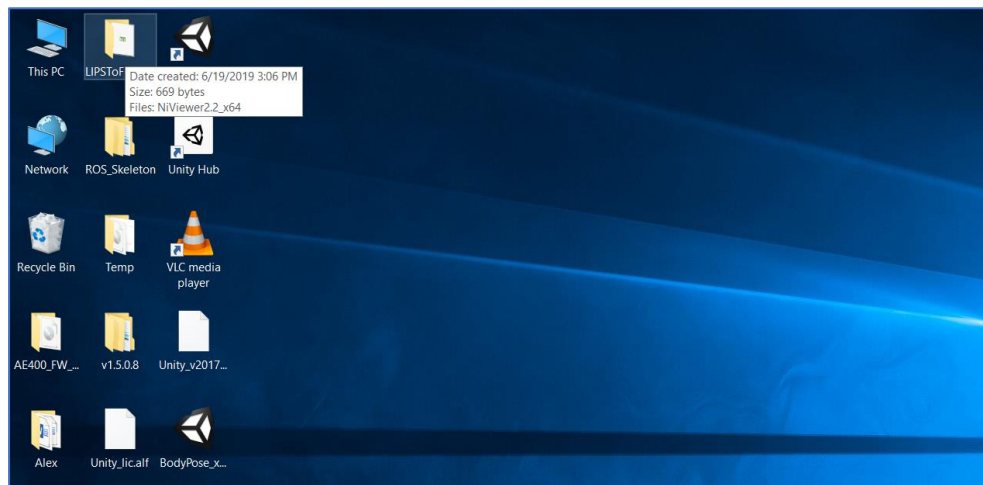 This PC
LIPSToF
Date created: 6/19/2019 3:06 PM
Size: 669 bytes
Files: NiViewer2.2_x64
Network
ROS_Skeleton
Unity Hub
Recycle Bin
Temp
VLC media
player
AE400_FW_...
v1.5.0.8
Unity_v2017...
Alex
Unity_lic.alf
BodyPose_x...